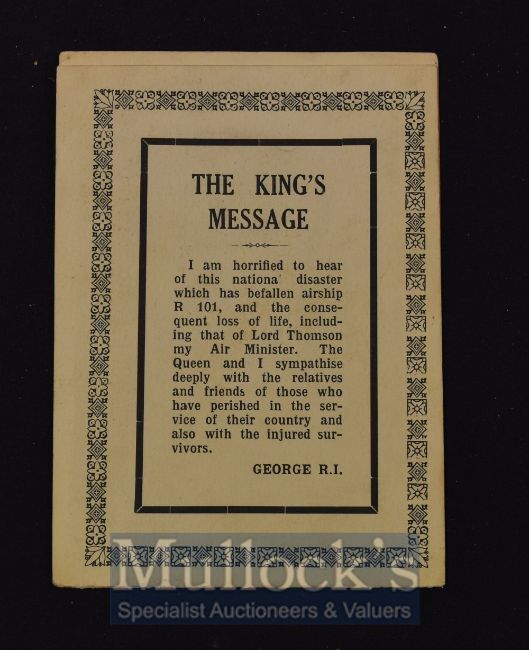 THE KING'S
MESSAGE
I am horrified to hear
of this nationa' disaster
which has befallen airship
R 101, and the conse-
quent loss of life, includ-
ing that of Lord Thomson
my Air Minister. The
Queen and I sympathise
deeply with the relatives
and friends of those who
have perished in the ser-
vice of their country and
also with the injured sur-
vivors.
GEORGE R.I.
Mullock's
Specialist Auctioneers & Valuers